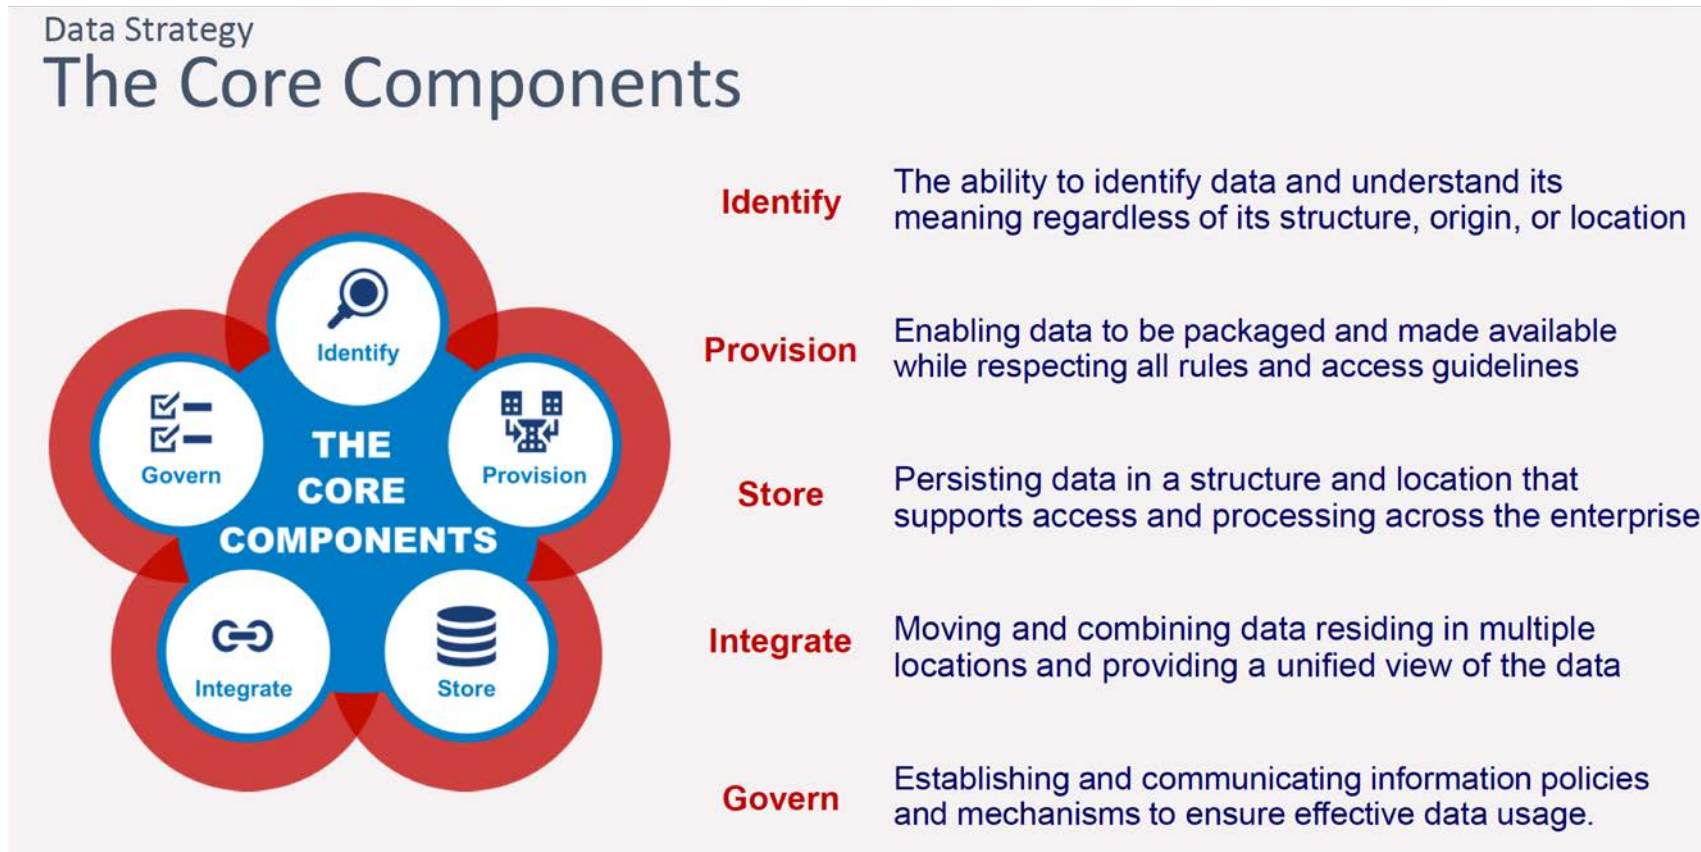 Data Strategy
The Core Components
Identify
Govern
Provision
THE
CORE
COMPONENTS
Integrate
Store
Identify
The ability to identify data and understand its
meaning regardless of its structure, origin, or location
Provision
Enabling data to be packaged and made available
while respecting all rules and access guidelines
Store
Persisting data in a structure and location that
supports access and processing across the enterprise
Integrate
Moving and combining data residing in multiple
locations and providing a unified view of the data
Govern
Establishing and communicating information policies
and mechanisms to ensure effective data usage.